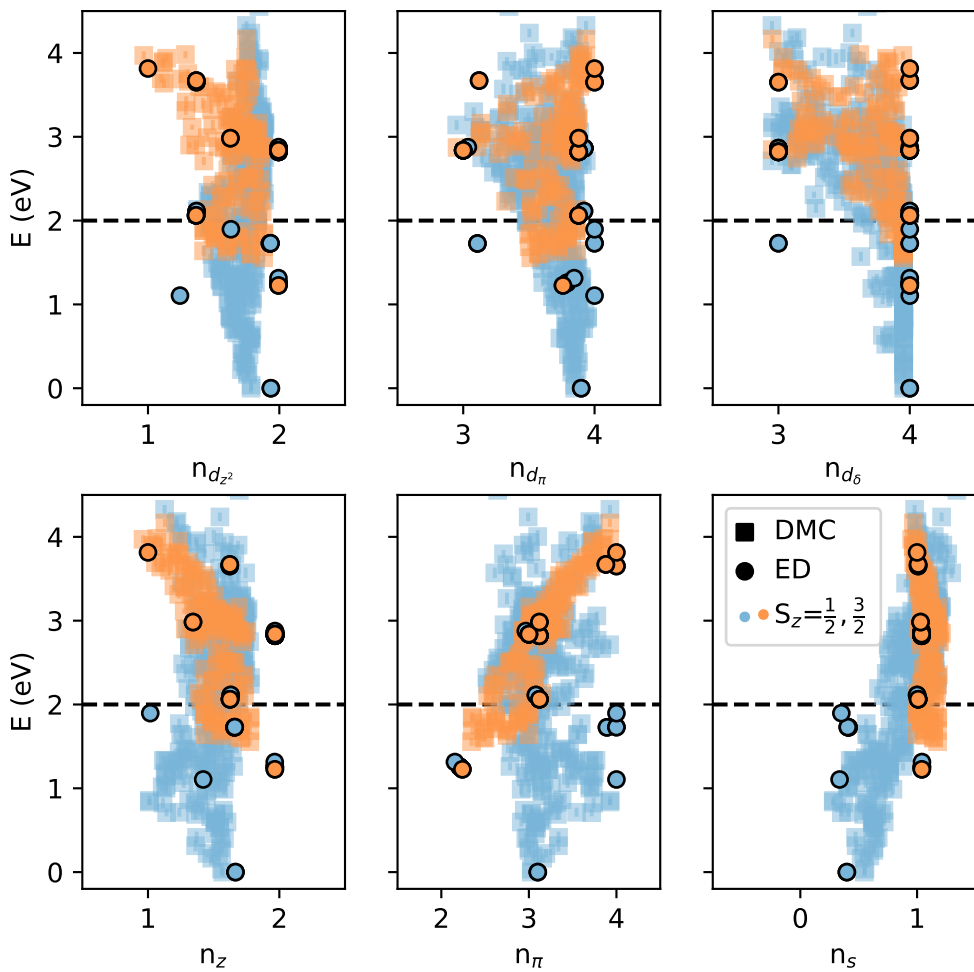 4
3
2
1
0
E (eV)
1 2
3 4
3 4
n_{d_{z^2}}
n_{d_π}
n_{d_δ}
4
3
2
1
0
E (eV)
DMC
ED
S_z=1/2, 3/2
1 2
2 3 4
0 1
n_z
n_π
n_s